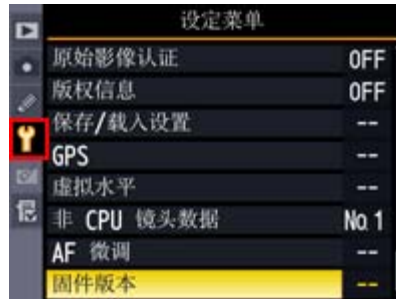 设定菜单
原始影像认证 OFF
版权信息 OFF
保存/载入设置 --
GPS --
虚拟水平 --
非 CPU 镜头数据 No.1
AF 微调 --
固件版本 --